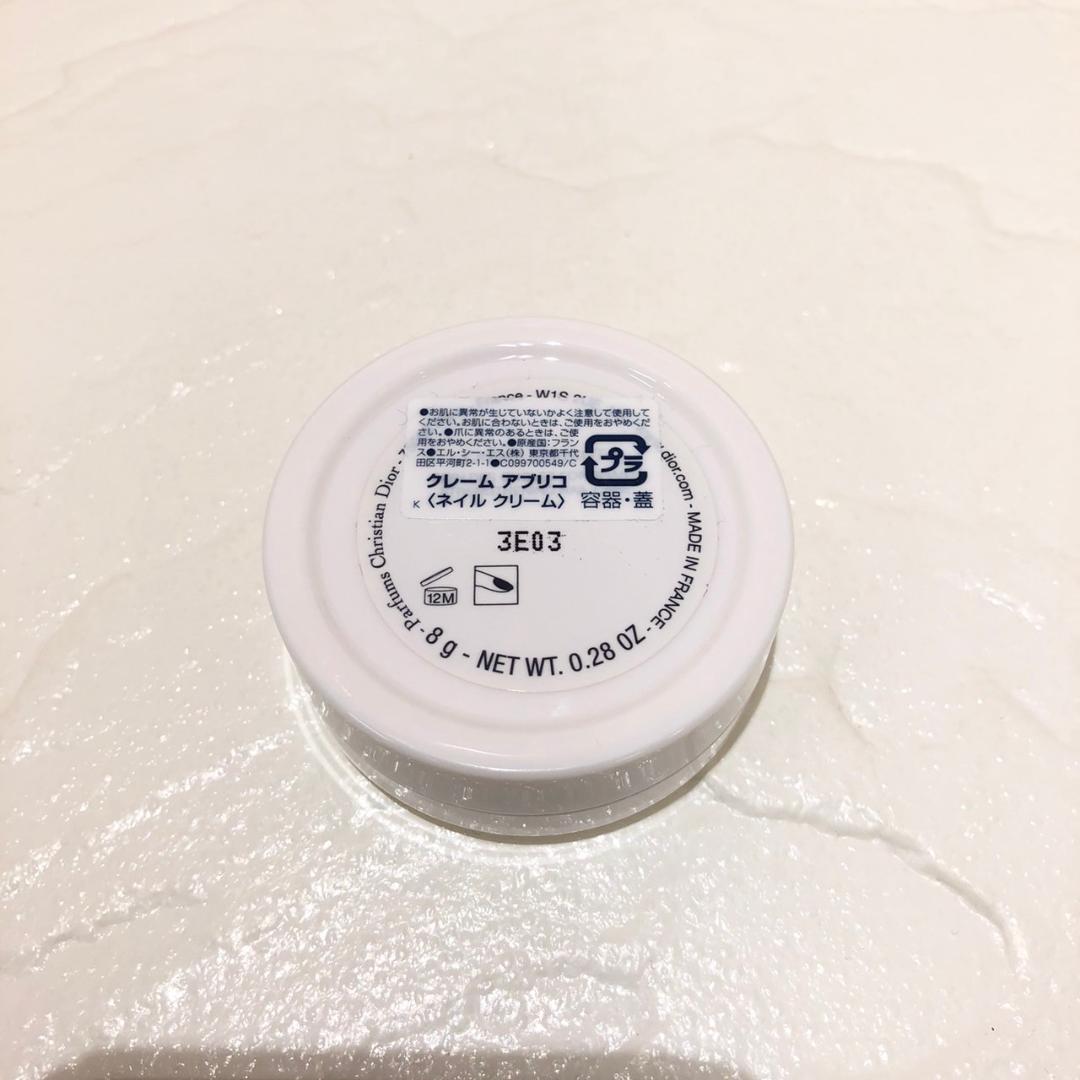 W1S
●お肌に異常が生じていないかよく注意して使用して
ください。お肌に合わないときは、ご使用をおやめくださ
い。●爪に異常のあるときは、ご使
用をおやめください。●原産国:フラン
ス●エル・シー・エス(株) 東京都千代
田区平河町2-1-1●C099700549/C
クレーム アブリコ
K 〈ネイル クリーム〉
プラ
容器・蓋
3E03
12M
Parfums Christian Dior -
- 8 g - NET WT. 0.28 OZ -
dior.com - MADE IN FRANCE -